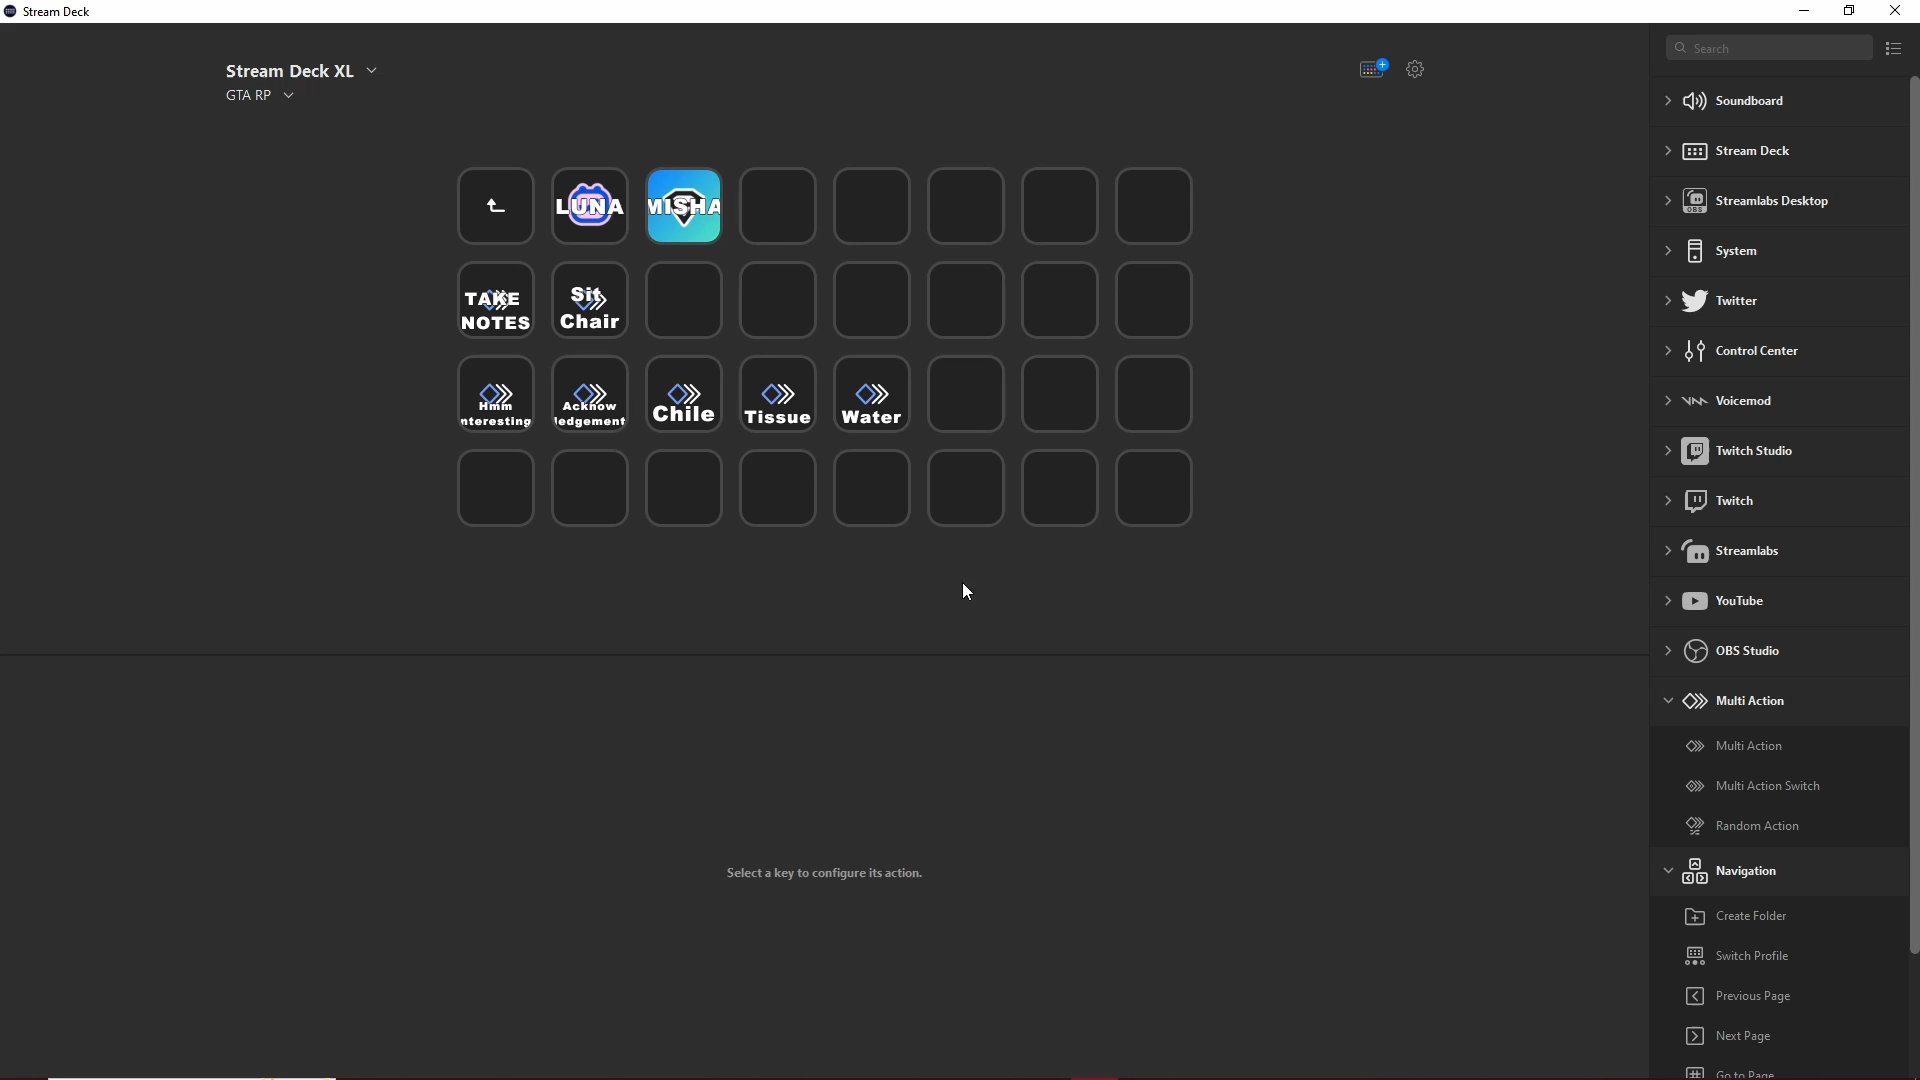 Stream Deck
Stream Deck XL
GTA RP
LUNA
MISHA
TAKE
NOTES
Sit
Chair
Hmm
nteresting
Acknow
ledgement
Chile
Tissue
Water
Select a key to configure its action.
Search
Soundboard
Stream Deck
Streamlabs Desktop
System
Twitter
Control Center
Voicemod
Twitch Studio
Twitch
Streamlabs
YouTube
OBS Studio
Multi Action
Multi Action
Multi Action Switch
Random Action
Navigation
Create Folder
Switch Profile
Previous Page
Next Page
Go to Page